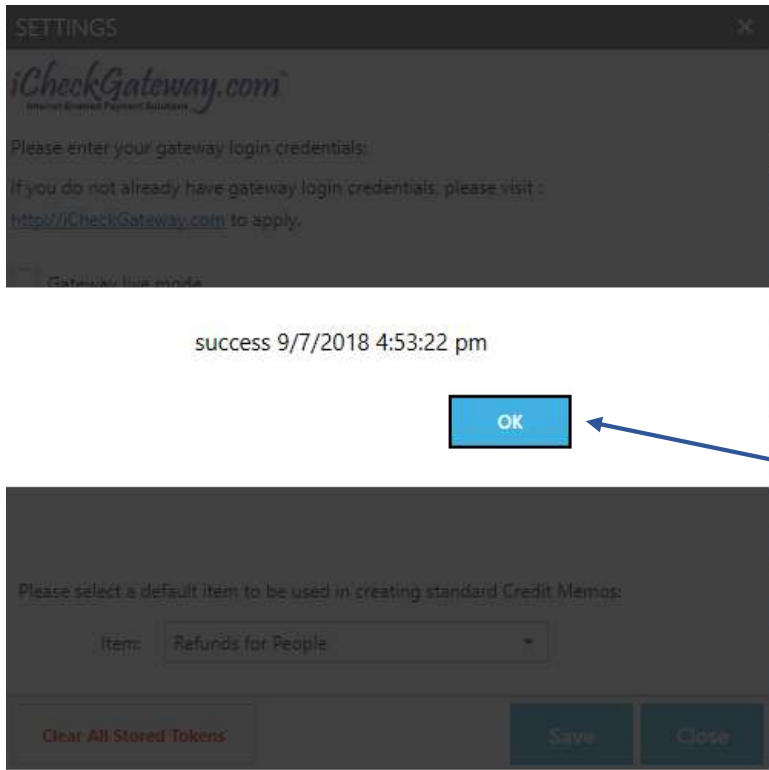 SETTINGS
iCheckGateway.com
Internet Enabled Payment Solutions
Please enter your gateway login credentials:
If you do not already have gateway login credentials, please visit :
http://iCheckGateway.com to apply.
Gateway live mode
success 9/7/2018 4:53:22 pm
OK
Please select a default item to be used in creating standard Credit Memos:
Item: Refunds for People
Clear All Stored Tokens
Save
Close